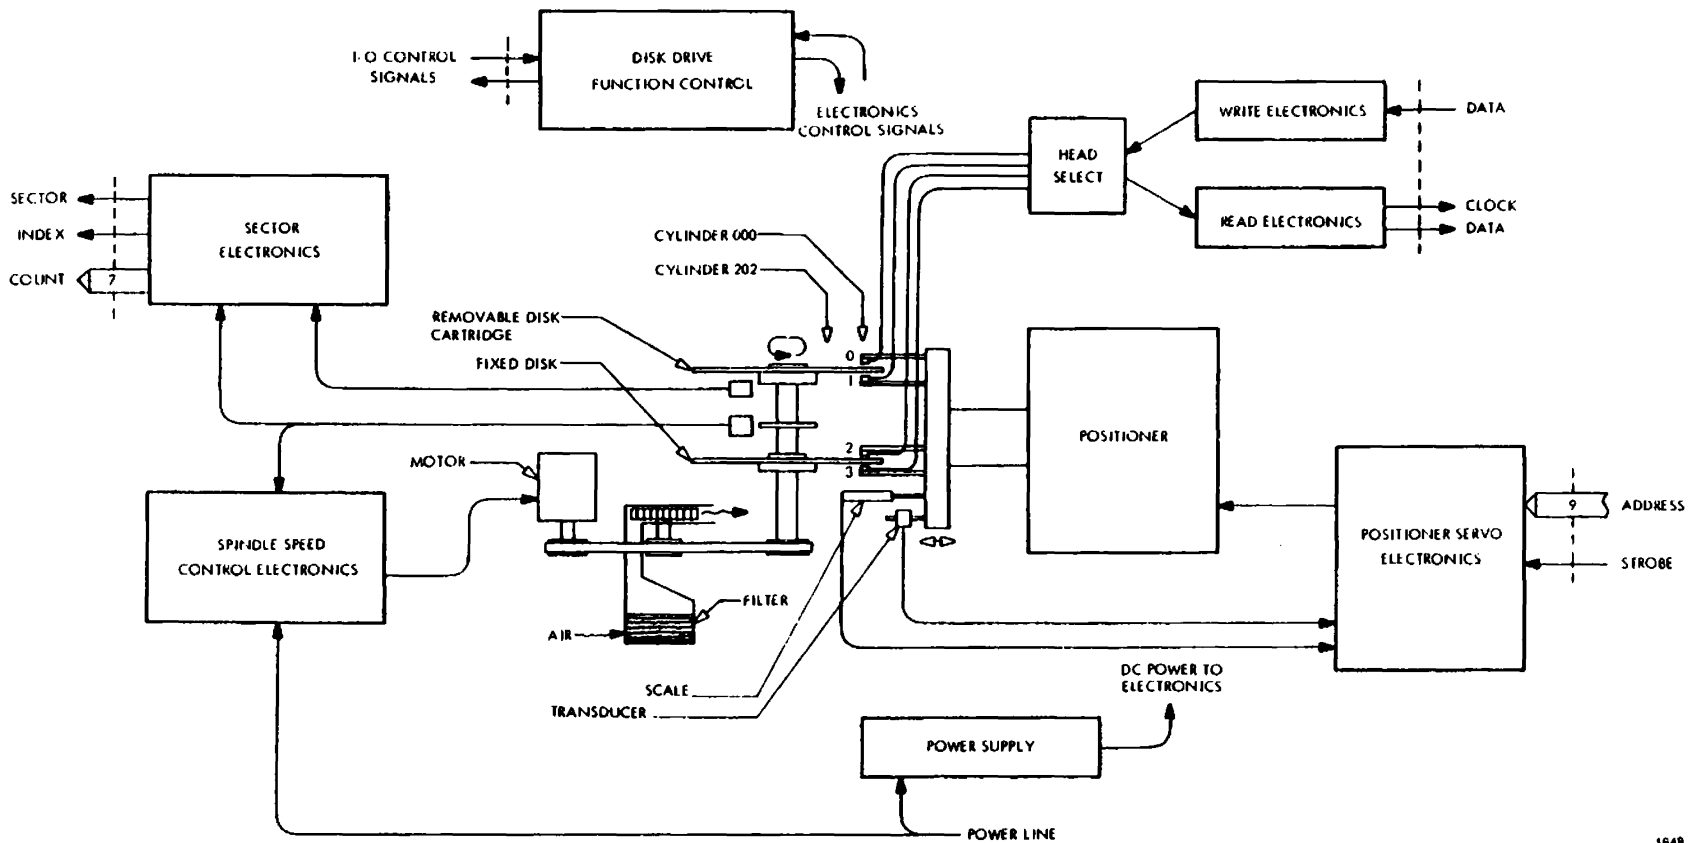 I-O CONTROL
SIGNALS
DISK DRIVE
FUNCTION CONTROL
ELECTRONICS
CONTROL SIGNALS
WRITE ELECTRONICS
DATA
HEAD
SELECT
READ ELECTRONICS
CLOCK
DATA
SECTOR
INDEX
COUNT
7
SECTOR
ELECTRONICS
CYLINDER 000
CYLINDER 202
REMOVABLE DISK
CARTRIDGE
FIXED DISK
0
1
2
3
POSITIONER
MOTOR
SPINDLE SPEED
CONTROL ELECTRONICS
POSITIONER SERVO
ELECTRONICS
9
ADDRESS
STROBE
FILTER
AIR
SCALE
TRANSDUCER
DC POWER TO
ELECTRONICS
POWER SUPPLY
POWER LINE
1648